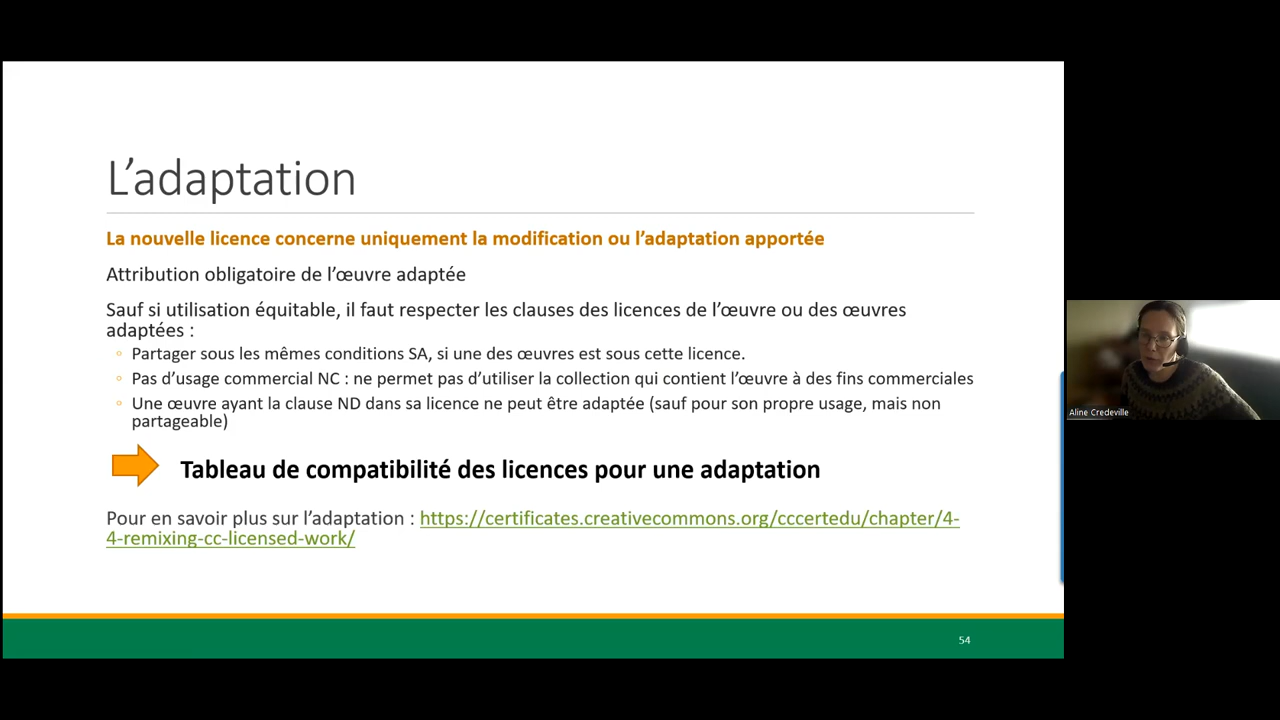 L’adaptation
La nouvelle licence concerne uniquement la modification ou l’adaptation apportée
Attribution obligatoire de l’œuvre adaptée
Sauf si utilisation équitable, il faut respecter les clauses des licences de l’œuvre ou des œuvres
adaptées :
◦ Partager sous les mêmes conditions SA, si une des œuvres est sous cette licence.
◦ Pas d’usage commercial NC : ne permet pas d’utiliser la collection qui contient l’œuvre à des fins commerciales
◦ Une œuvre ayant la clause ND dans sa licence ne peut être adaptée (sauf pour son propre usage, mais non
partageable)
Tableau de compatibilité des licences pour une adaptation
Pour en savoir plus sur l’adaptation : https://certificates.creativecommons.org/cccertedu/chapter/4-
4-remixing-cc-licensed-work/
54
Aline Credeville